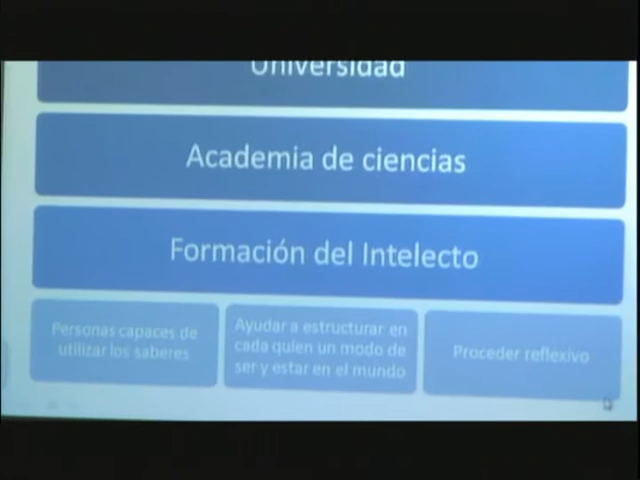 Universidad
Academia de ciencias
Formación del Intelecto
Personas capaces de
utilizar los saberes
Ayudar a estructurar en
cada quien un modo de
ser y estar en el mundo
Proceder reflexivo